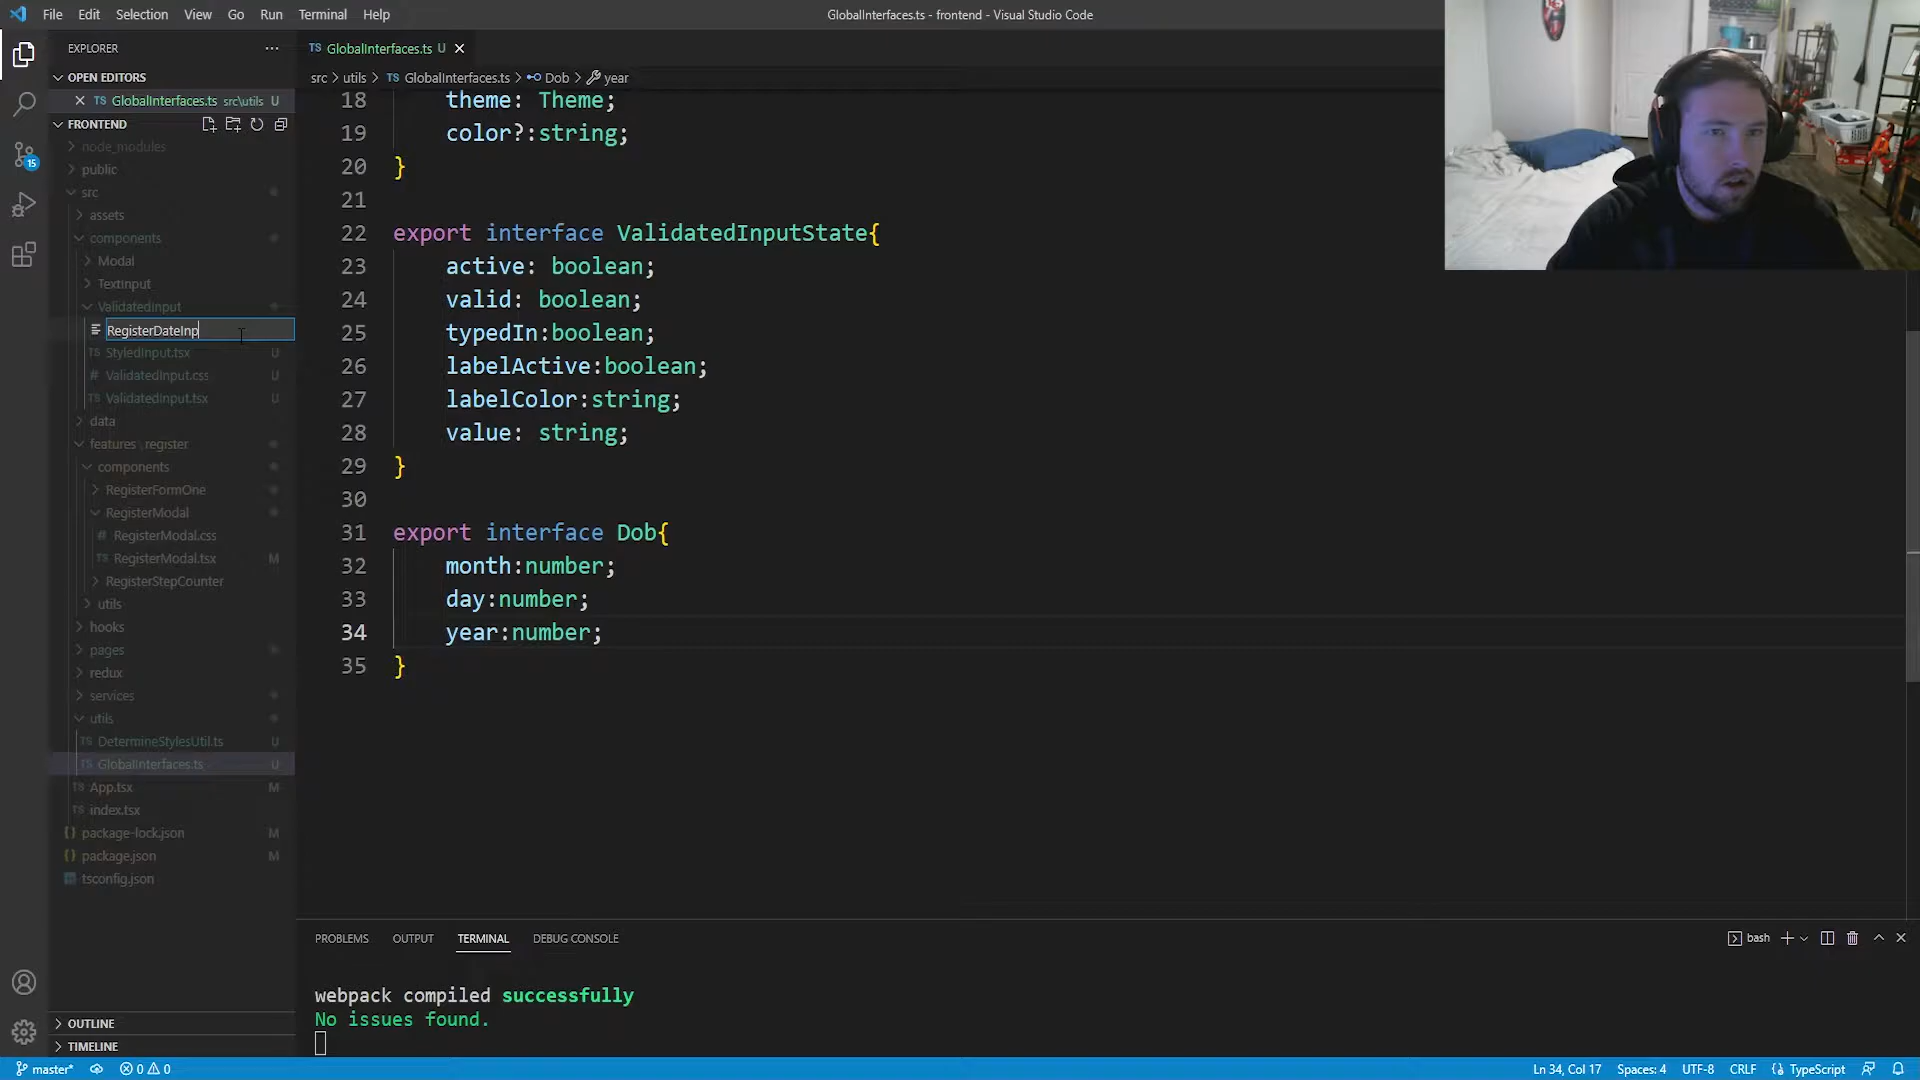 File Edit Selection View Go Run Terminal Help
GlobalInterfaces.ts - frontend - Visual Studio Code
EXPLORER
OPEN EDITORS
TS GlobalInterfaces.ts src\utils U
FRONTEND
node_modules
public
src
assets
components
Modal
TextInput
ValidatedInput
RegisterDateInp
TS StyledInput.tsx U
# ValidatedInput.css U
TS ValidatedInput.tsx U
data
features register
components
RegisterFormOne
RegisterModal
# RegisterModal.css
TS RegisterModal.tsx M
RegisterStepCounter
utils
hooks
pages
redux
services
utils
TS DetermineStylesUtil.ts U
TS GlobalInterfaces.ts U
TS App.tsx M
TS index.tsx
{} package-lock.json M
{} package.json M
tsconfig.json
OUTLINE
TIMELINE
15
TS GlobalInterfaces.ts U
src > utils > TS GlobalInterfaces.ts > Dob > year
18 theme: Theme;
19 color?:string;
20 }
21
22 export interface ValidatedInputState{
23 active: boolean;
24 valid: boolean;
25 typedIn:boolean;
26 labelActive:boolean;
27 labelColor:string;
28 value: string;
29 }
30
31 export interface Dob{
32 month:number;
33 day:number;
34 year:number;
35 }
PROBLEMS OUTPUT TERMINAL DEBUG CONSOLE
bash
webpack compiled successfully
No issues found.
master* 0 0
Ln 34, Col 17 Spaces: 4 UTF-8 CRLF {} TypeScript